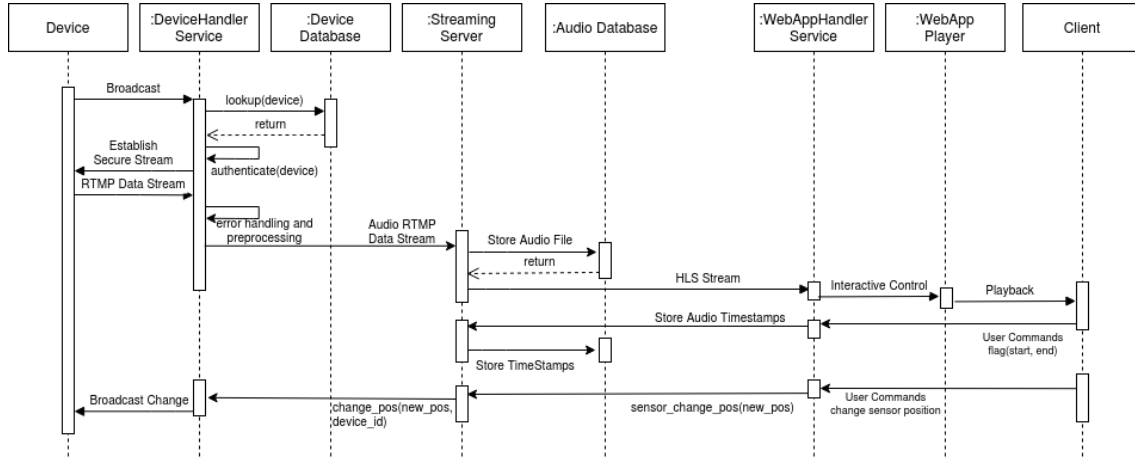 Device
:DeviceHandler
Service
:Device
Database
:Streaming
Server
:Audio Database
:WebAppHandler
Service
:WebApp
Player
Client
Broadcast
lookup(device)
return
Establish
Secure Stream
authenticate(device)
RTMP Data Stream
error handling and
preprocessing
Audio RTMP
Data Stream
Store Audio File
return
HLS Stream
Interactive Control
Playback
Store Audio Timestamps
User Commands
flag(start, end)
Store TimeStamps
Broadcast Change
change_pos(new_pos,
device_id)
sensor_change_pos(new_pos)
User Commands
change sensor position